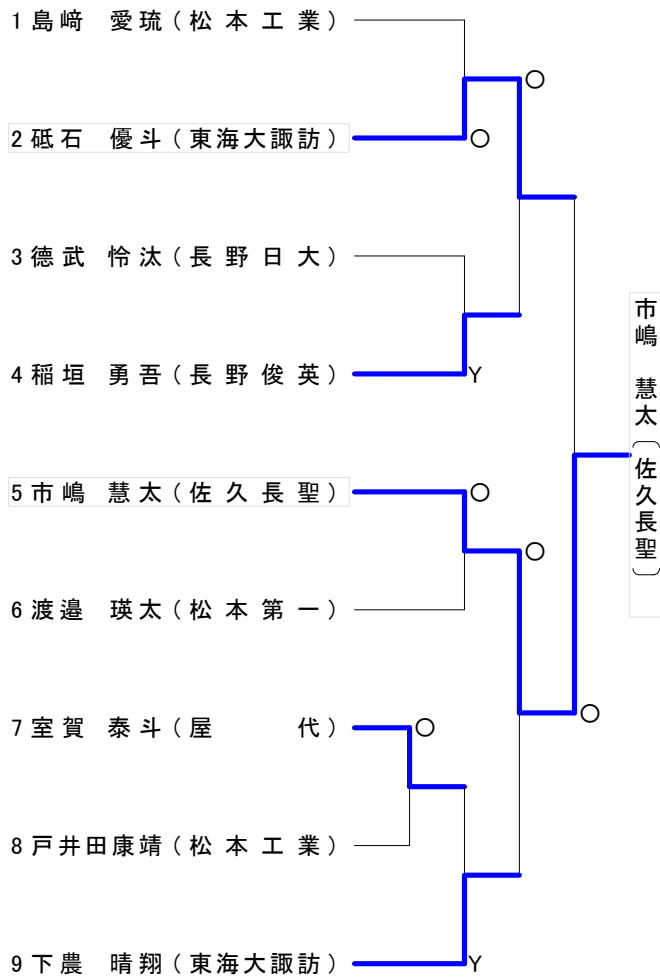 1 島﨑 愛琉(松本工業)
○
2 砥石 優斗(東海大諏訪)
○
3 德武 怜汰(長野日大)
4 稲垣 勇吾(長野俊英)
Y
5 市嶋 慧太(佐久長聖)
○
○
6 渡邉 瑛太(松本第一)
7 室賀 泰斗(屋 代)
○
○
8 戸井田康靖(松本工業)
9 下農 晴翔(東海大諏訪)
Y
市嶋 慧太(佐久長聖)